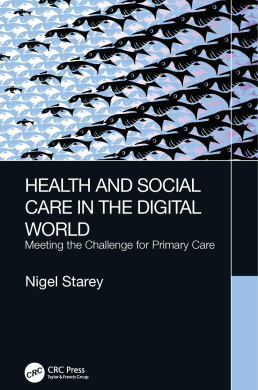 HEALTH AND SOCIAL
CARE IN THE DIGITAL
WORLD
Meeting the Challenge for Primary Care
Nigel Starey
CRC
CRC Press
Taylor & Francis Group